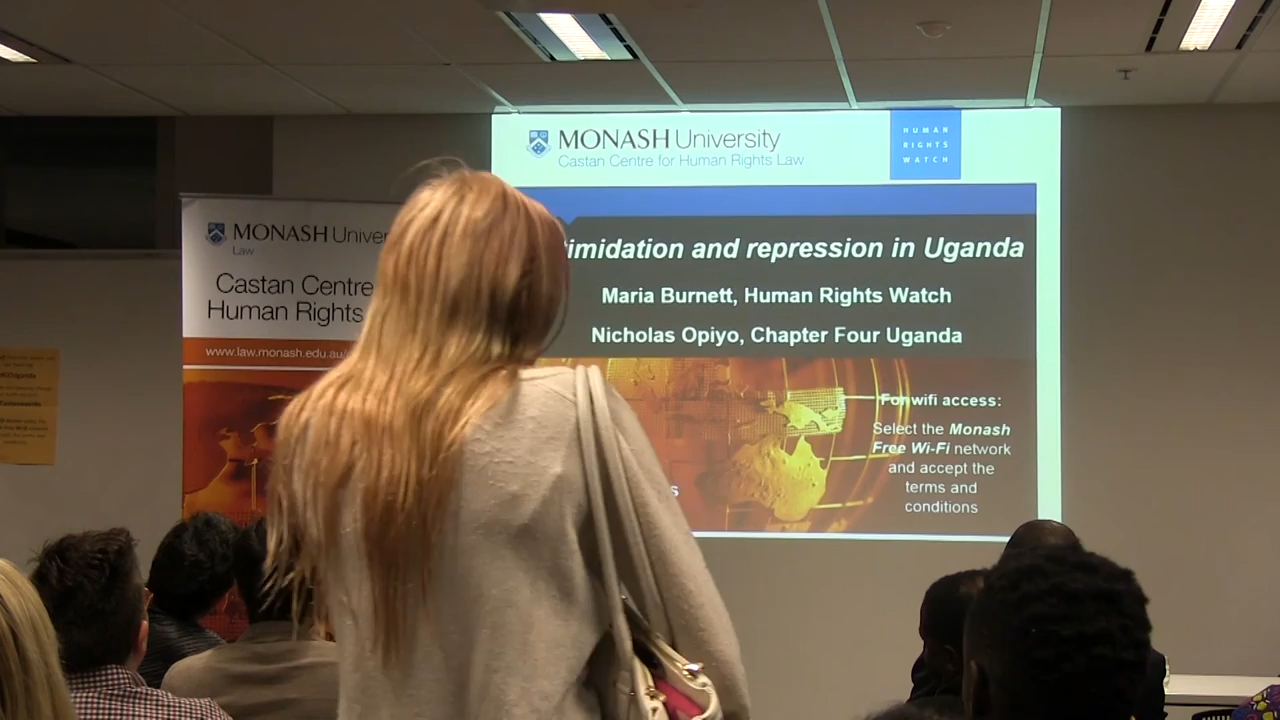 MONASH University
Castan Centre for Human Rights Law
HUMAN
RIGHTS
WATCH
imidation and repression in Uganda
Maria Burnett, Human Rights Watch
Nicholas Opiyo, Chapter Four Uganda
For wifi access:
Select the Monash
Free Wi-Fi network
and accept the
terms and
conditions
s
MONASH Univer
Law
Castan Centre
Human Rights
www.law.monash.edu.au/